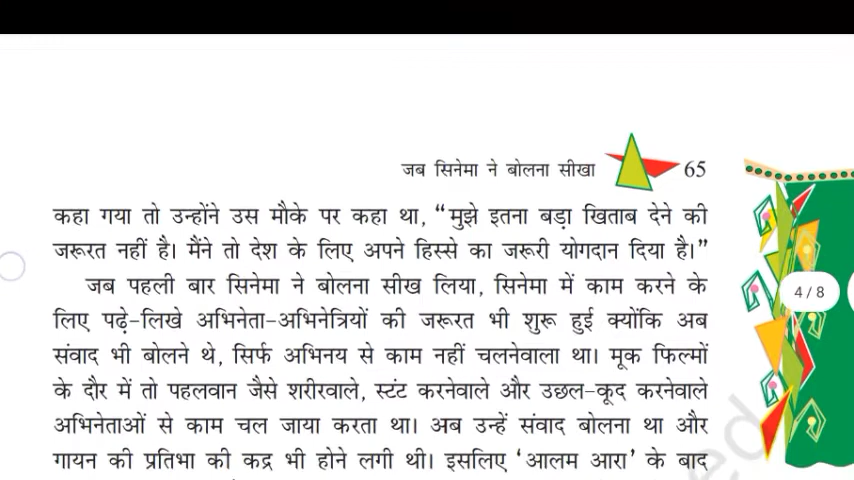 जब सिनेमा ने बोलना सीखा 65
कहा गया तो उन्होंने उस मौके पर कहा था, “मुझे इतना बड़ा खिताब देने की
जरूरत नहीं है। मैंने तो देश के लिए अपने हिस्से का जरूरी योगदान दिया है।”
जब पहली बार सिनेमा ने बोलना सीख लिया, सिनेमा में काम करने के
4/8
लिए पढ़े-लिखे अभिनेता-अभिनेत्रियों की जरूरत भी शुरू हुई क्योंकि अब
संवाद भी बोलने थे, सिर्फ अभिनय से काम नहीं चलनेवाला था। मूक फिल्मों
के दौर में तो पहलवान जैसे शरीरवाले, स्टंट करनेवाले और उछल-कूद करनेवाले
अभिनेताओं से काम चल जाया करता था। अब उन्हें संवाद बोलना था और
गायन की प्रतिभा की कद्र भी होने लगी थी। इसलिए ‘आलम आरा’ के बाद